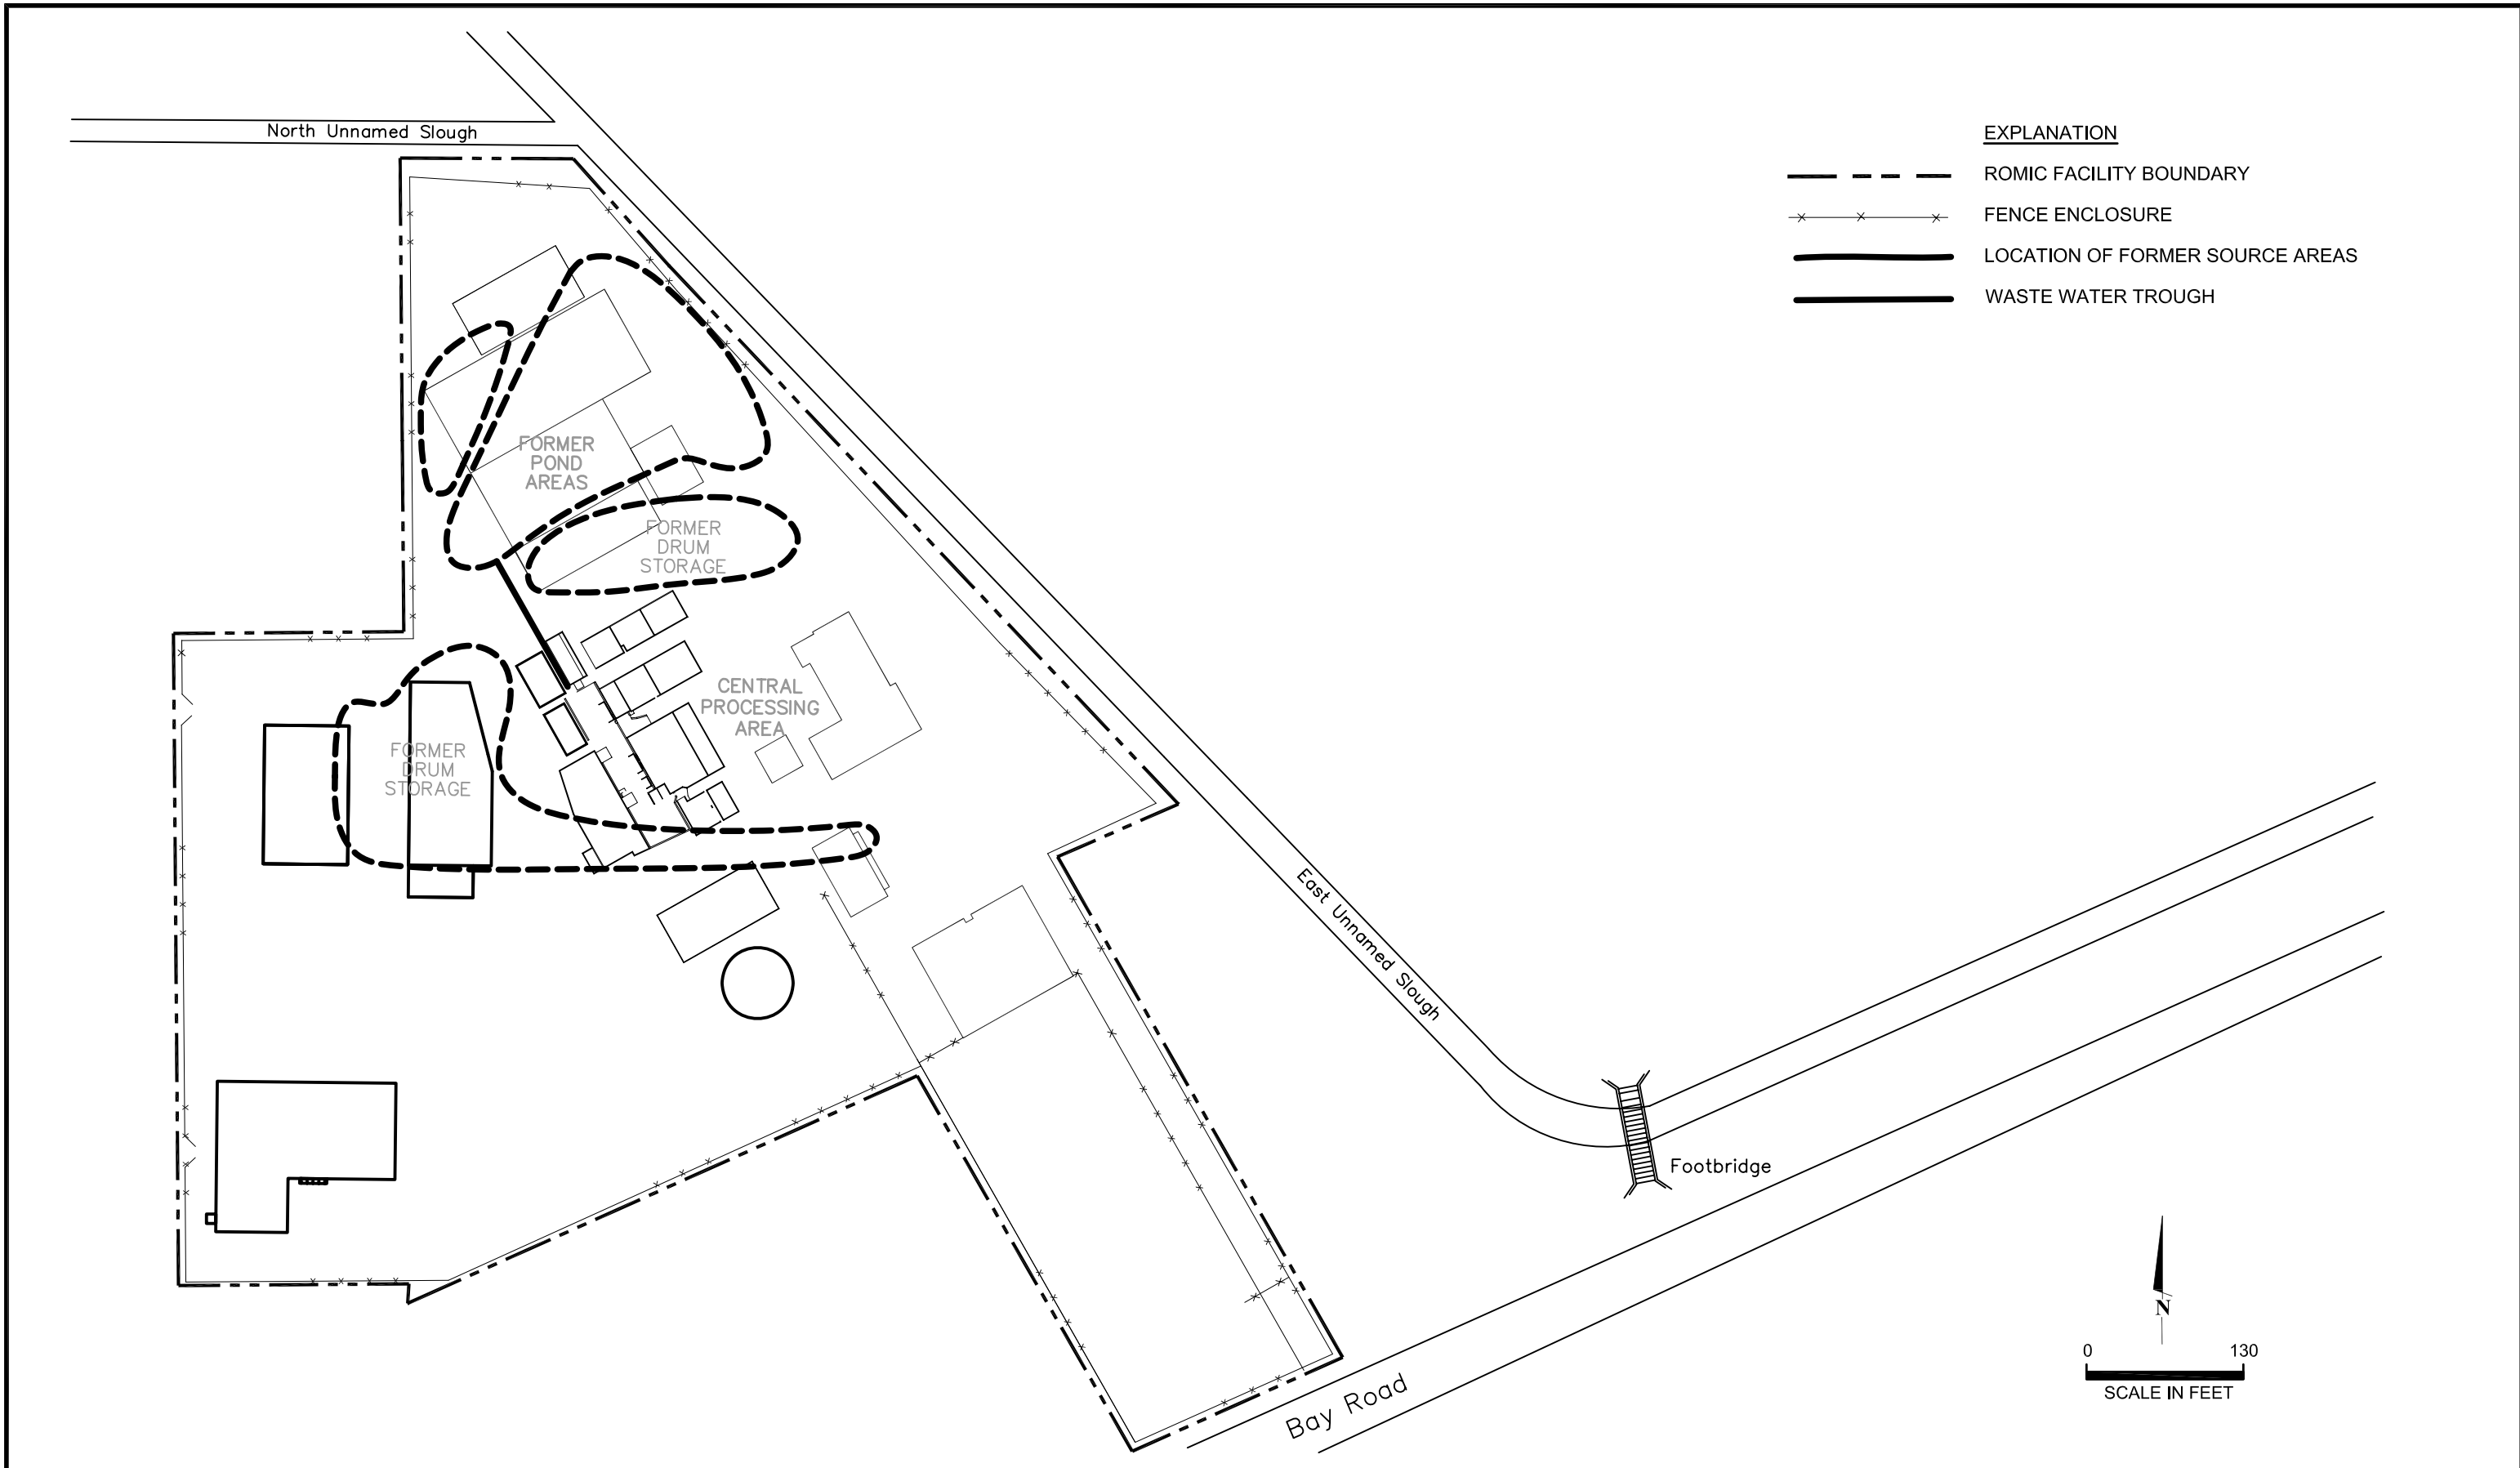 North Unnamed Slough
EXPLANATION
ROMIC FACILITY BOUNDARY
FENCE ENCLOSURE
LOCATION OF FORMER SOURCE AREAS
WASTE WATER TROUGH
FORMER
POND
AREAS
FORMER
DRUM
STORAGE
CENTRAL
PROCESSING
AREA
FORMER
DRUM
STORAGE
East Unnamed Slough
Footbridge
Bay Road
N
0 130
SCALE IN FEET